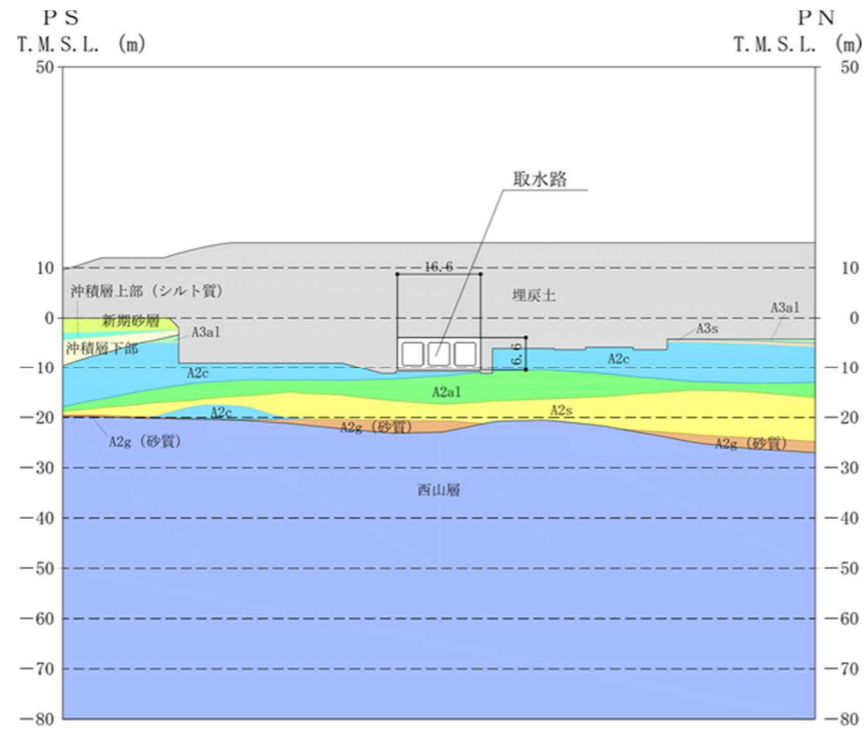 PS
PN
T.M.S.L. (m)
T.M.S.L. (m)
50
50
取水路
10
16.6
10
沖積層上部（シルト質）
埋戻土
A3al
0
新期砂層
A3s
0
A3al
沖積層下部
6.6
A2c
-10
A2c
-10
A2al
-20
A2c
A2s
-20
A2g（砂質）
A2g（砂質）
A2g（砂質）
-30
-30
西山層
-40
-40
-50
-50
-60
-60
-70
-70
-80
-80